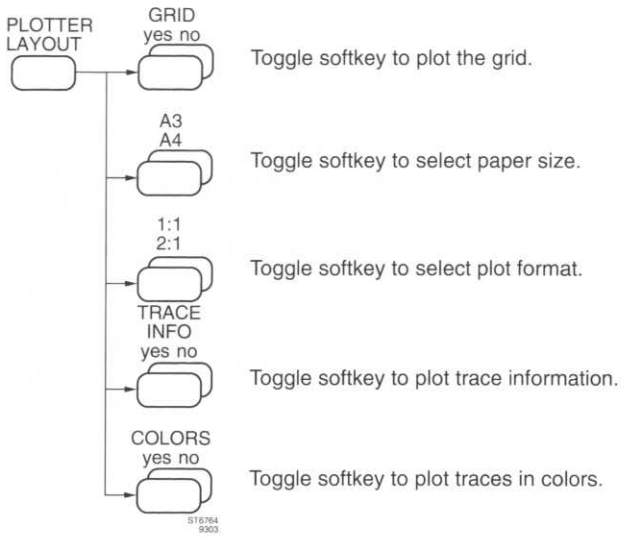 PLOTTER
LAYOUT
GRID
yes no
Toggle softkey to plot the grid.
A3
A4
Toggle softkey to select paper size.
1:1
2:1
Toggle softkey to select plot format.
TRACE
INFO
yes no
Toggle softkey to plot trace information.
COLORS
yes no
Toggle softkey to plot traces in colors.
ST6764
9303